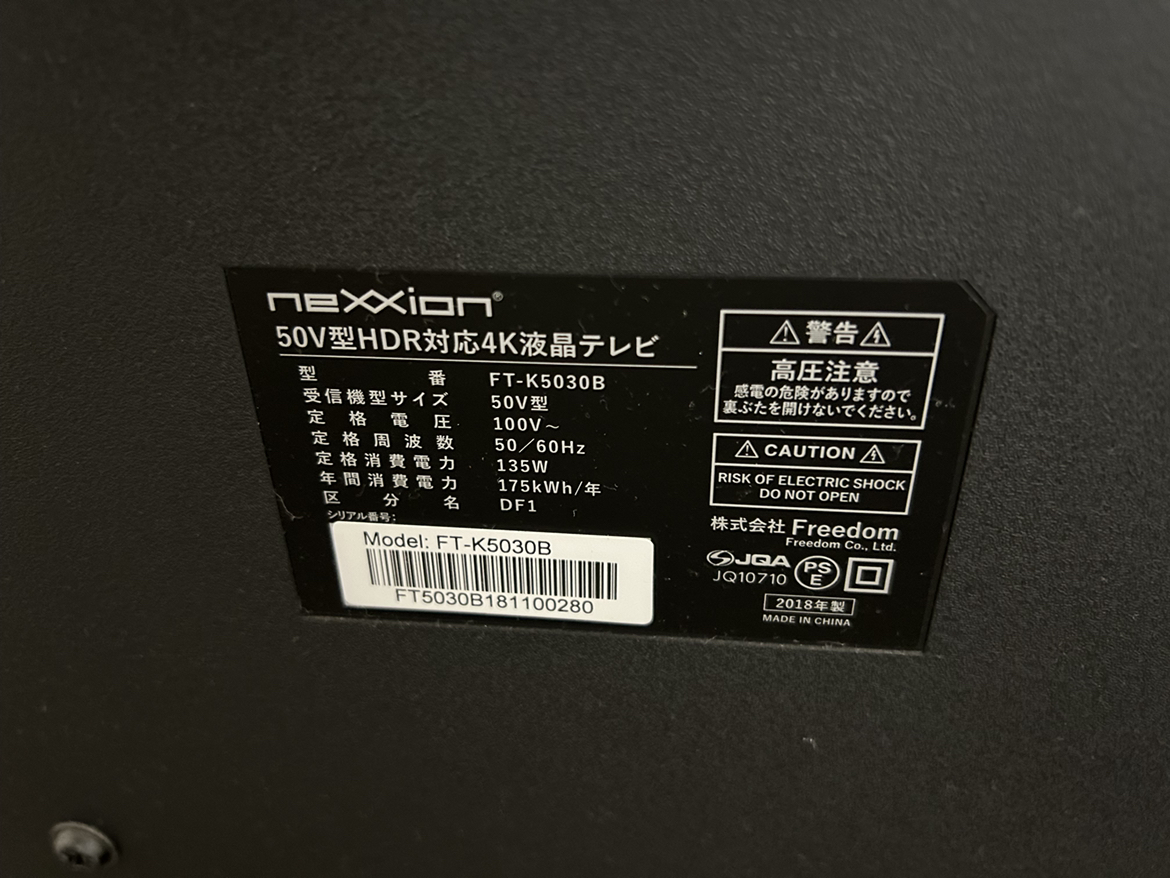 neXXion®
50V型HDR対応4K液晶テレビ
型番 FT-K5030B
受信機型サイズ 50V型
定格電圧 100V～
定格周波数 50／60Hz
定格消費電力 135W
年間消費電力 175kWh/年
区分名 DF1
シリアル番号:
Model: FT-K5030B
FT5030B181100280
警告
高圧注意
感電の危険がありますので
裏ぶたを開けないでください。
CAUTION
RISK OF ELECTRIC SHOCK
DO NOT OPEN
株式会社 Freedom
Freedom Co., Ltd.
JQA
JQ10710
PS
E
2018年製
MADE IN CHINA